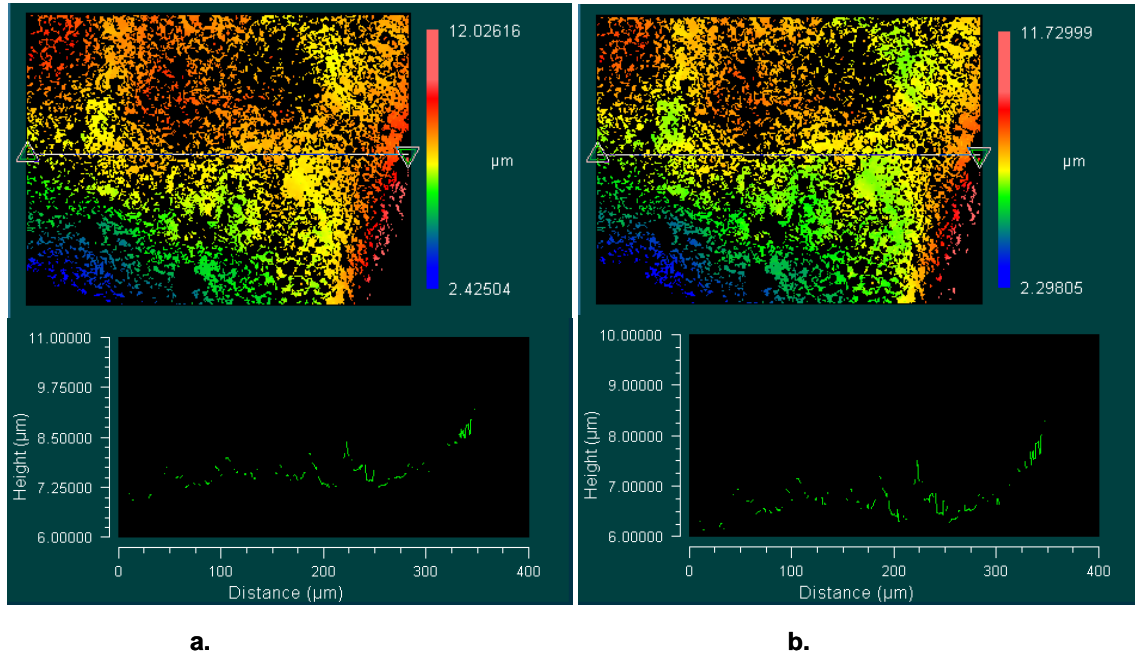 12.02616
µm
2.42504
11.00000
9.75000
8.50000
7.25000
6.00000
Height (µm)
0 100 200 300 400
Distance (µm)
a.
11.72999
µm
2.29805
10.00000
9.00000
8.00000
7.00000
6.00000
Height (µm)
0 100 200 300 400
Distance (µm)
b.